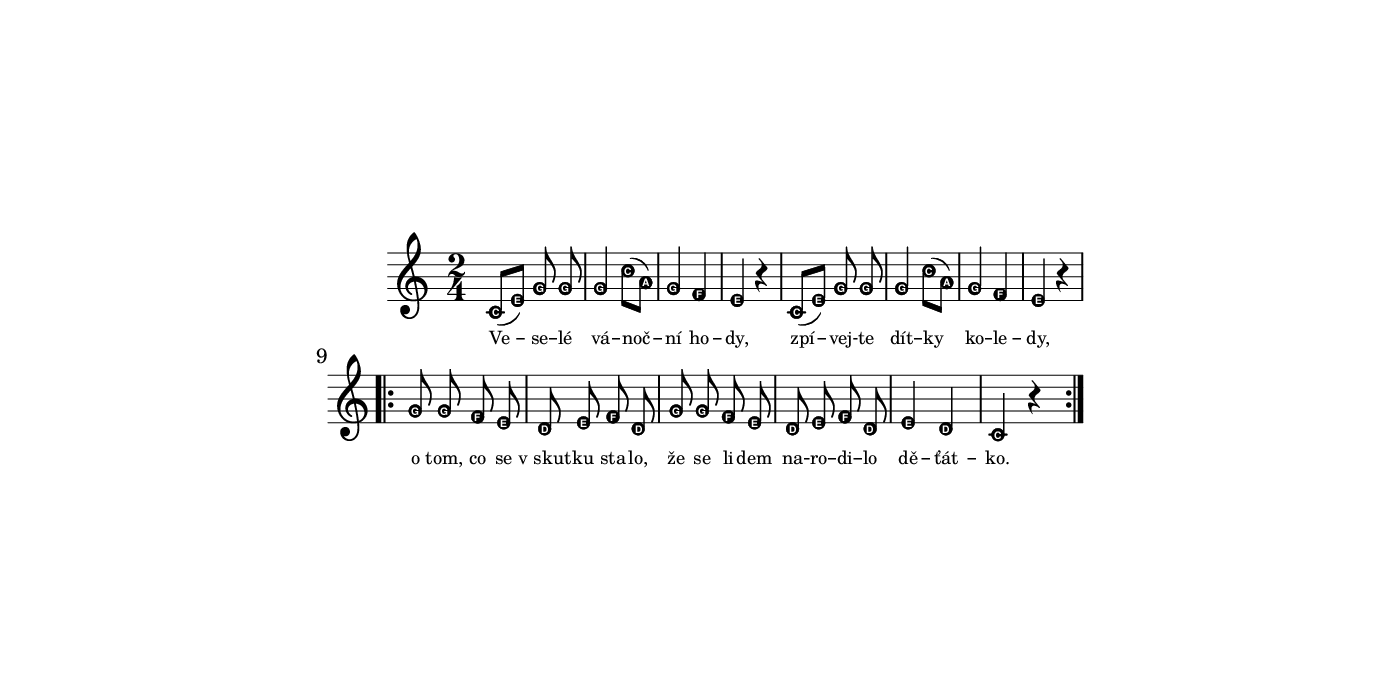 2
4
C E G G G C A G F E C E G G G C A G F E
Ve – se – lé vá – noč – ní ho – dy, zpí – vej - te dít – ky ko – le – dy,
9
G G F E D E F D G G F E D E F D E D C
o tom, co se v skutku stalo, že se lidem na – ro – di – lo dě – ťát – ko.